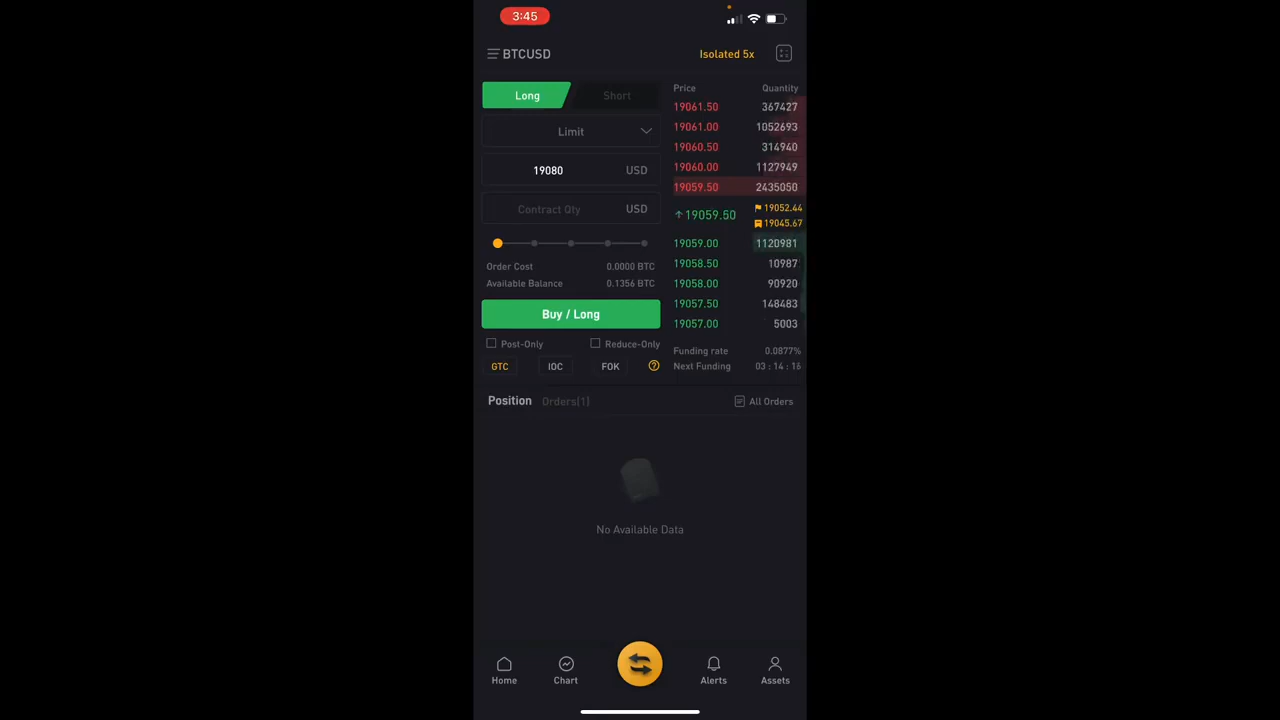 3:45
BTCUSD
Isolated 5x
Long
Short
Limit
19080 USD
Contract Qty USD
Order Cost 0.0000 BTC
Available Balance 0.1356 BTC
Buy / Long
Post-Only
Reduce-Only
GTC
IOC
FOK
?
Price Quantity
19061.50 367427
19061.00 1052693
19060.50 314940
19060.00 1127949
19059.50 2435050
↑19059.50
19052.44
19045.67
19059.00 1120981
19058.50 10987
19058.00 90920
19057.50 148483
19057.00 5003
Funding rate 0.0877%
Next Funding 03 : 14 : 16
Position
Orders(1)
All Orders
No Available Data
Home
Chart
Alerts
Assets